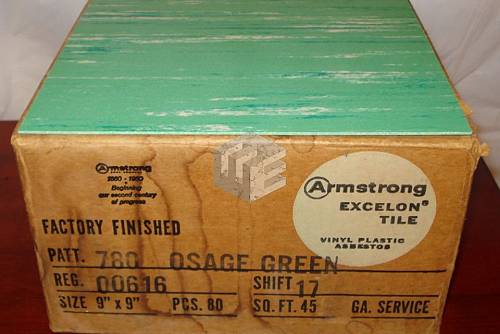 Armstrong
1860 - 1960
Beginning
our second century
of progress
FACTORY FINISHED
Armstrong
EXCELON®
TILE
VINYL PLASTIC
ASBESTOS
PATT. 780 OSAGE GREEN
REG. 00616 SHIFT 17
SIZE 9" x 9" PCS. 80 SQ. FT. 45 GA. SERVICE